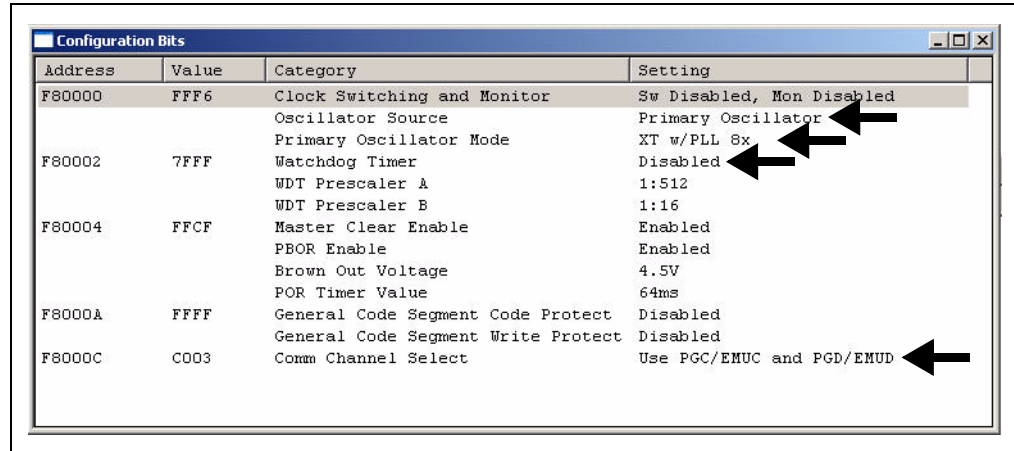 Configuration Bits
Address Value Category Setting
F80000 FFF6 Clock Switching and Monitor Sw Disabled, Mon Disabled
Oscillator Source Primary Oscillator
Primary Oscillator Mode XT w/PLL 8x
F80002 7FFF Watchdog Timer Disabled
WDT Prescaler A 1:512
WDT Prescaler B 1:16
F80004 FFCF Master Clear Enable Enabled
PBOR Enable Enabled
Brown Out Voltage 4.5V
POR Timer Value 64ms
F8000A FFFF General Code Segment Code Protect Disabled
General Code Segment Write Protect Disabled
F8000C C003 Comm Channel Select Use PGC/EMUC and PGD/EMUD